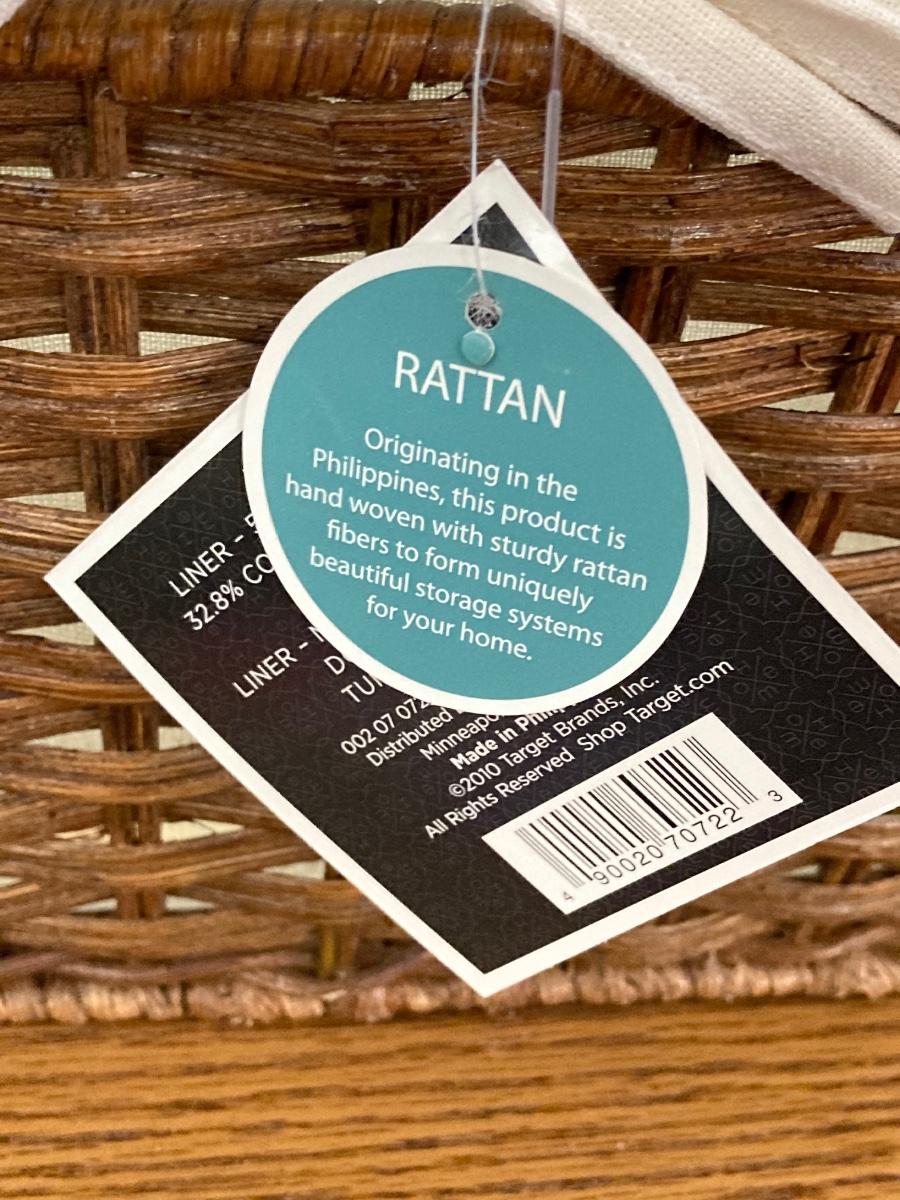 RATTAN
Originating in the
Philippines, this product is
hand woven with sturdy rattan
fibers to form uniquely
beautiful storage systems
for your home.
LINER -
32.8%
LINER -
002 07
Distributed
Made in
©2010 Target Brands, Inc.
All Rights Reserved Shop Target.com
4 90020 70722 3